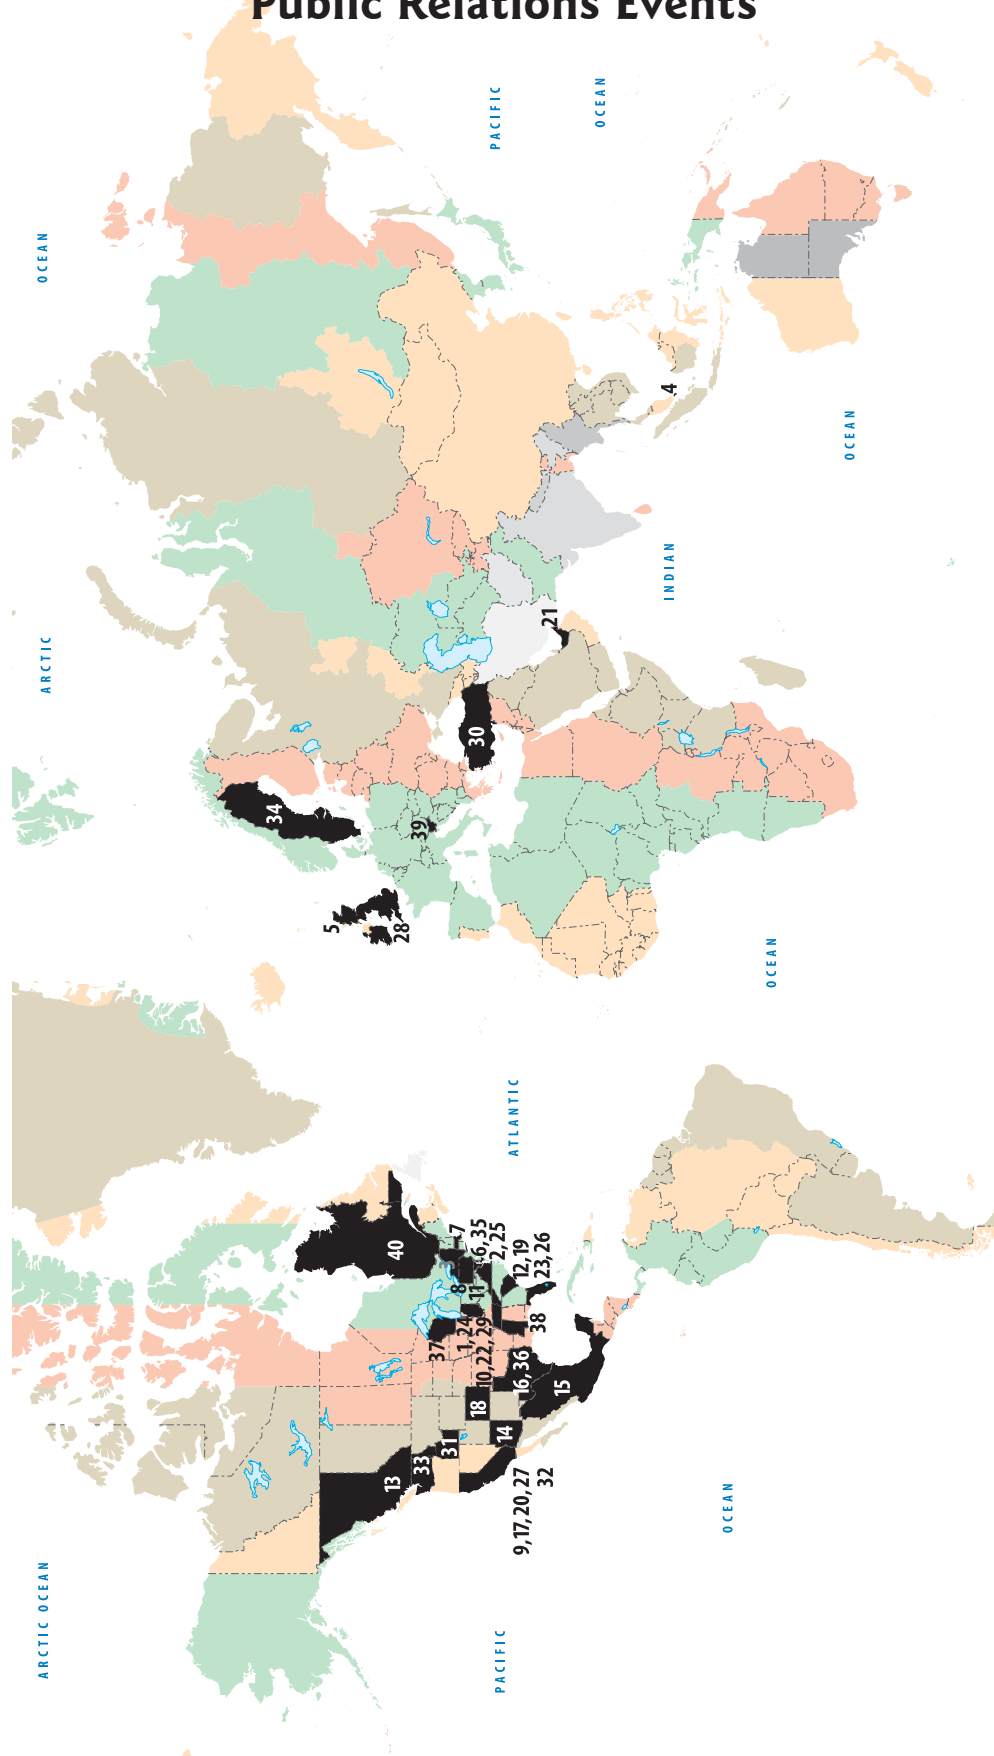 Public Relations Events
OCEAN
PACIFIC
OCEAN
4
OCEAN
INDIAN
ARCTIC
21
30
34
39
5
28
OCEAN
ATLANTIC
40
7
6, 35
2, 25
12, 19
23, 26
8
11
1, 24
10, 22, 29
37
38
16, 36
15
18
14
31
33
13
9, 17, 20, 27
32
OCEAN
ARCTIC OCEAN
PACIFIC